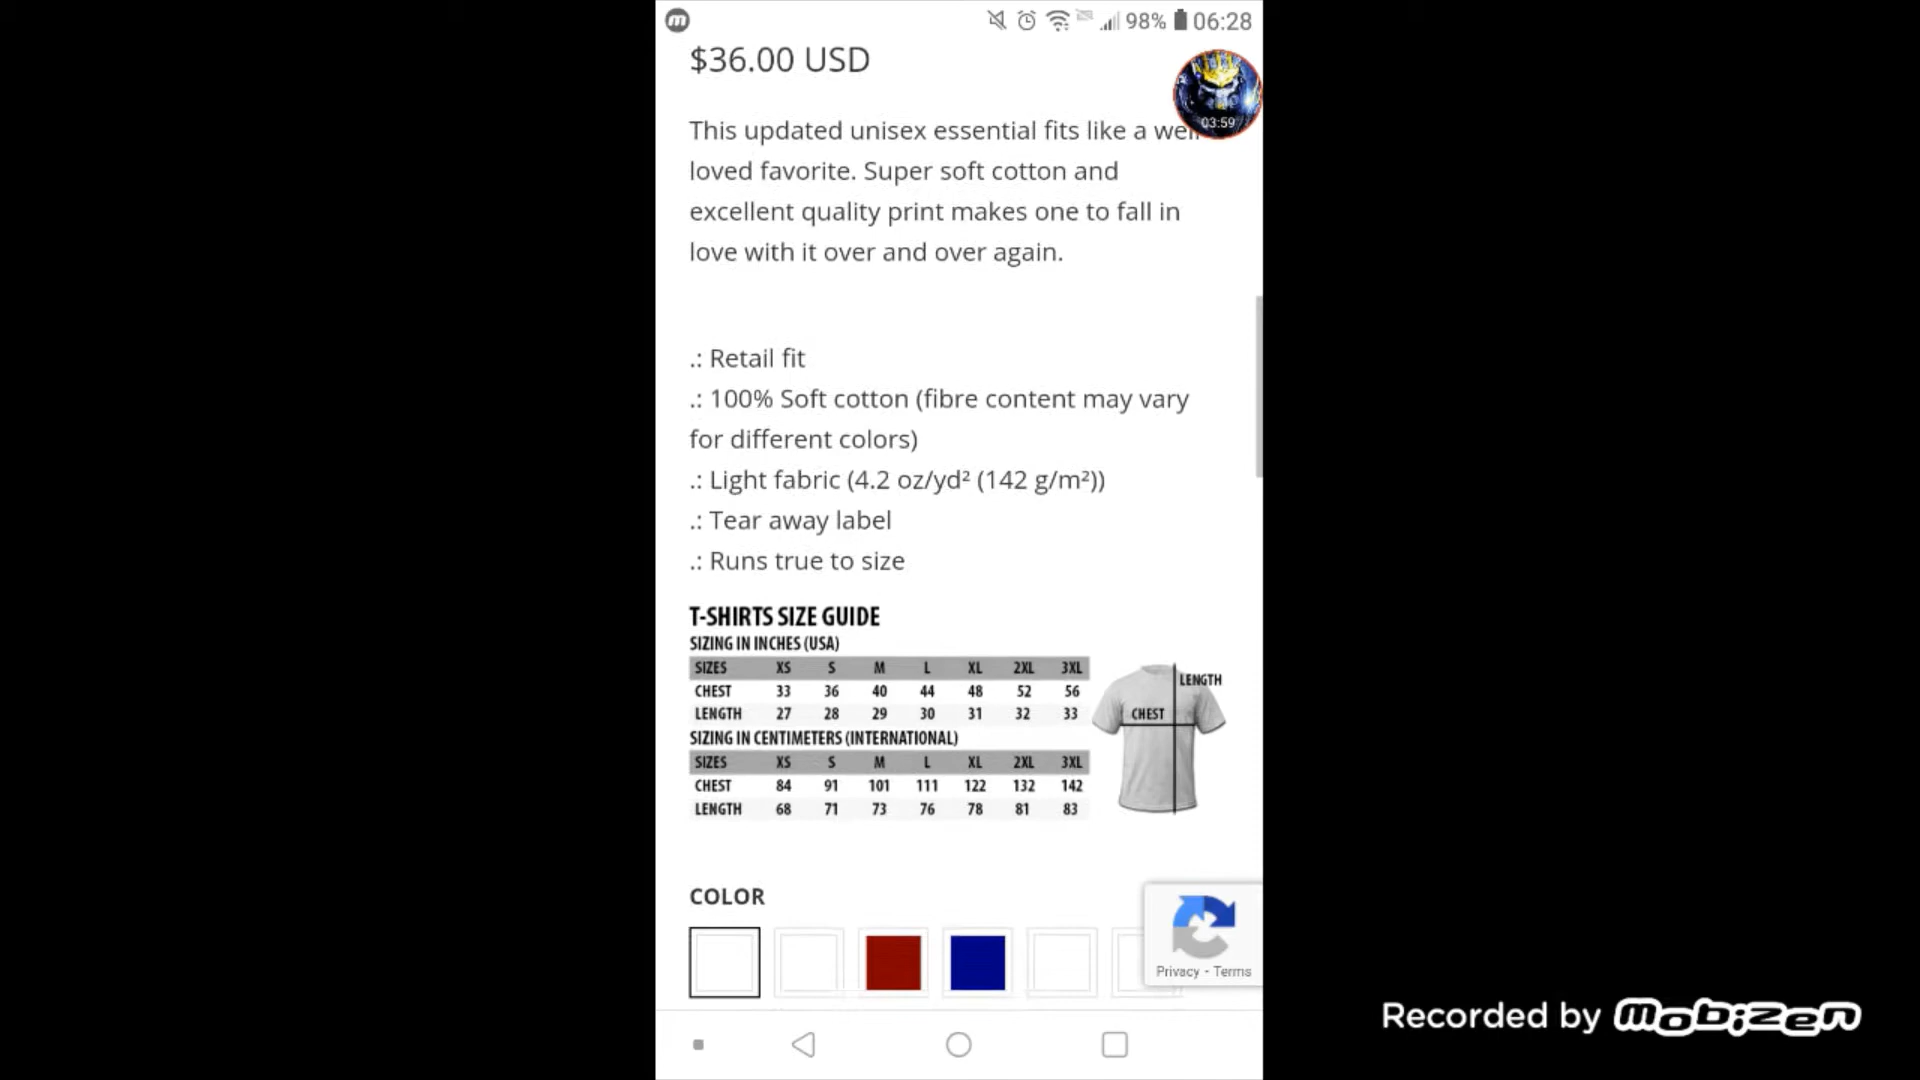 98% 06:28
$36.00 USD
03:59
This updated unisex essential fits like a
loved favorite. Super soft cotton and
excellent quality print makes one to fall in
love with it over and over again.
.: Retail fit
.: 100% Soft cotton (fibre content may vary
for different colors)
.: Light fabric (4.2 oz/yd² (142 g/m²))
.: Tear away label
.: Runs true to size
T-SHIRTS SIZE GUIDE
SIZING IN INCHES (USA)
SIZES XS S M L XL 2XL 3XL
CHEST 33 36 40 44 48 52 56
LENGTH 27 28 29 30 31 32 33
SIZING IN CENTIMETERS (INTERNATIONAL)
SIZES XS S M L XL 2XL 3XL
CHEST 84 91 101 111 122 132 142
LENGTH 68 71 73 76 78 81 83
LENGTH
CHEST
COLOR
Privacy - Terms
Recorded by mobizen